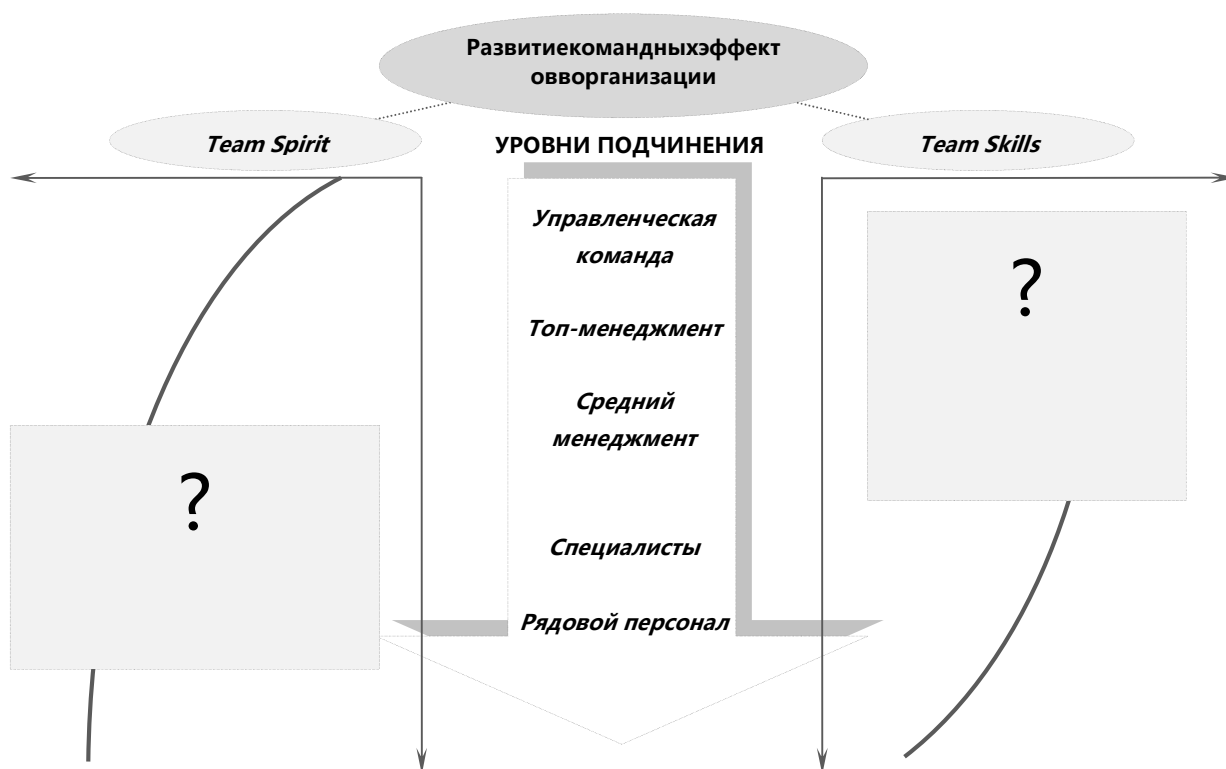 Развитиекомандныхэффект
овворганизации
Team Spirit
УРОВНИ ПОДЧИНЕНИЯ
Team Skills
Управленческая
команда
?
Топ-менеджмент
Средний
менеджмент
?
Специалисты
Рядовой персонал